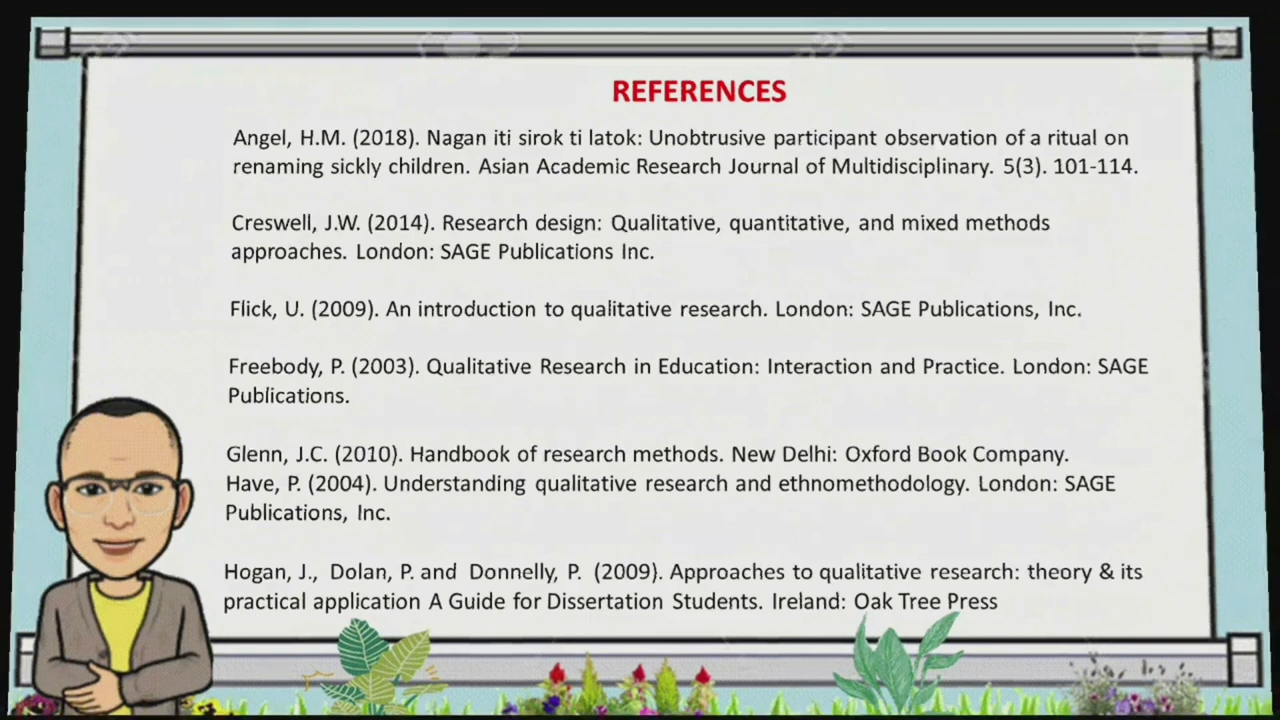 REFERENCES
Angel, H.M. (2018). Nagan iti sirok ti latok: Unobtrusive participant observation of a ritual on
renaming sickly children. Asian Academic Research Journal of Multidisciplinary. 5(3). 101-114.
Creswell, J.W. (2014). Research design: Qualitative, quantitative, and mixed methods
approaches. London: SAGE Publications Inc.
Flick, U. (2009). An introduction to qualitative research. London: SAGE Publications, Inc.
Freebody, P. (2003). Qualitative Research in Education: Interaction and Practice. London: SAGE
Publications.
Glenn, J.C. (2010). Handbook of research methods. New Delhi: Oxford Book Company.
Have, P. (2004). Understanding qualitative research and ethnomethodology. London: SAGE
Publications, Inc.
Hogan, J., Dolan, P. and Donnelly, P. (2009). Approaches to qualitative research: theory & its
practical application A Guide for Dissertation Students. Ireland: Oak Tree Press